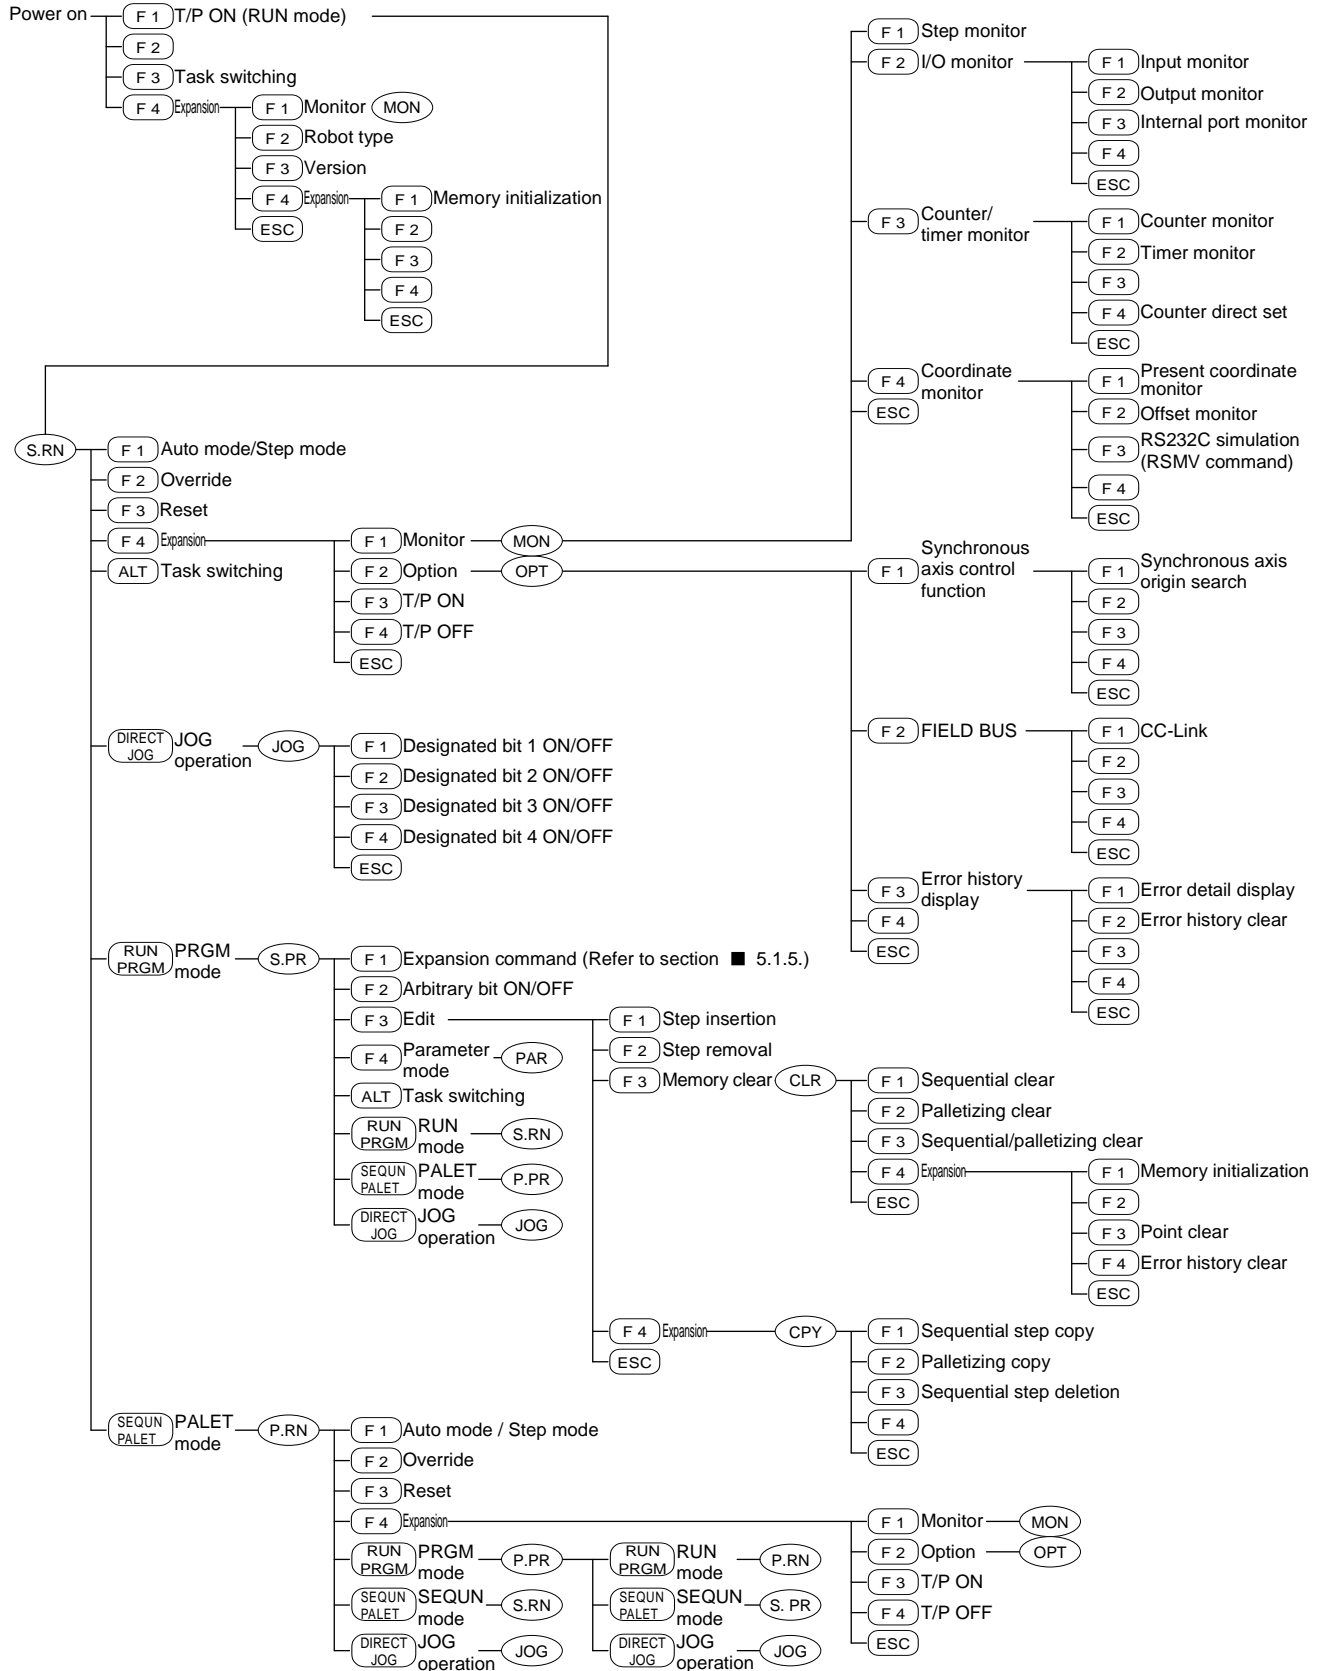 Power on
F 1 T/P ON (RUN mode)
F 2
F 3 Task switching
F 4 Expansion
F 1 Monitor MON
F 2 Robot type
F 3 Version
F 4 Expansion
ESC
F 1 Memory initialization
F 2
F 3
F 4
ESC
S.RN
F 1 Auto mode/Step mode
F 2 Override
F 3 Reset
F 4 Expansion
ALT Task switching
F 1 Monitor MON
F 2 Option OPT
F 3 T/P ON
F 4 T/P OFF
ESC
F 1 Step monitor
F 2 I/O monitor
F 1 Input monitor
F 2 Output monitor
F 3 Internal port monitor
F 4
ESC
F 3 Counter/
timer monitor
F 1 Counter monitor
F 2 Timer monitor
F 3
F 4 Counter direct set
ESC
F 4 Coordinate
monitor
ESC
F 1 Present coordinate
monitor
F 2 Offset monitor
F 3 RS232C simulation
(RSMV command)
F 4
ESC
F 1 Synchronous
axis control
function
F 1 Synchronous axis
origin search
F 2
F 3
F 4
ESC
F 2 FIELD BUS
F 1 CC-Link
F 2
F 3
F 4
ESC
F 3 Error history
display
F 4
ESC
F 1 Error detail display
F 2 Error history clear
F 3
F 4
ESC
DIRECT
JOG
JOG
operation
JOG
F 1 Designated bit 1 ON/OFF
F 2 Designated bit 2 ON/OFF
F 3 Designated bit 3 ON/OFF
F 4 Designated bit 4 ON/OFF
ESC
RUN
PRGM
PRGM
mode
S.PR
F 1 Expansion command (Refer to section ■ 5.1.5.)
F 2 Arbitrary bit ON/OFF
F 3 Edit
F 4 Parameter
mode
PAR
ALT Task switching
RUN
PRGM
RUN
mode
S.RN
SEQUN
PALET
PALET
mode
P.PR
DIRECT
JOG
JOG
operation
JOG
F 1 Step insertion
F 2 Step removal
F 3 Memory clear CLR
F 1 Sequential clear
F 2 Palletizing clear
F 3 Sequential/palletizing clear
F 4 Expansion
ESC
F 1 Memory initialization
F 2
F 3 Point clear
F 4 Error history clear
ESC
F 4 Expansion CPY
ESC
F 1 Sequential step copy
F 2 Palletizing copy
F 3 Sequential step deletion
F 4
ESC
SEQUN
PALET
PALET
mode
P.RN
F 1 Auto mode / Step mode
F 2 Override
F 3 Reset
F 4 Expansion
F 1 Monitor MON
F 2 Option OPT
F 3 T/P ON
F 4 T/P OFF
ESC
RUN
PRGM
PRGM
mode
P.PR
SEQUN
PALET
SEQUN
mode
S.RN
DIRECT
JOG
JOG
operation
JOG
RUN
PRGM
RUN
mode
P.RN
SEQUN
PALET
SEQUN
mode
S. PR
DIRECT
JOG
JOG
operation
JOG